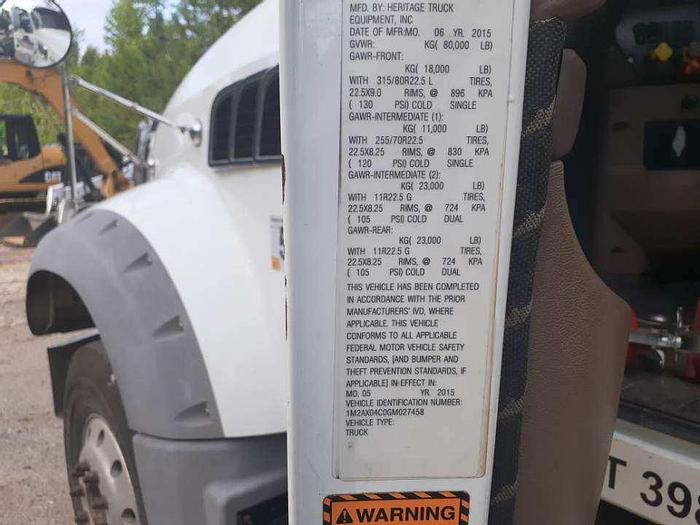 MFD. BY: HERITAGE TRUCK
EQUIPMENT, INC
DATE OF MFR:MO. 06 YR. 2015
GVWR: KG( 80,000 LB)
GAWR-FRONT:
KG( 18,000 LB)
WITH 315/80R22.5 L TIRES,
22.5X9.0 RIMS, @ 896 KPA
( 130 PSI) COLD SINGLE
GAWR-INTERMEDIATE (1):
KG( 11,000 LB)
WITH 255/70R22.5 TIRES,
22.5X8.25 RIMS, @ 830 KPA
( 120 PSI) COLD SINGLE
GAWR-INTERMEDIATE (2):
KG( 23,000 LB)
WITH 11R22.5 G TIRES,
22.5X8.25 RIMS, @ 724 KPA
( 105 PSI) COLD DUAL
GAWR-REAR:
KG( 23,000 LB)
WITH 11R22.5 G TIRES,
22.5X8.25 RIMS, @ 724 KPA
( 105 PSI) COLD DUAL
THIS VEHICLE HAS BEEN COMPLETED
IN ACCORDANCE WITH THE PRIOR
MANUFACTURERS' IVD, WHERE
APPLICABLE. THIS VEHICLE
CONFORMS TO ALL APPLICABLE
FEDERAL MOTOR VEHICLE SAFETY
STANDARDS, [AND BUMPER AND
THEFT PREVENTION STANDARDS, IF
APPLICABLE] IN EFFECT IN:
MO. 05 YR. 2015
VEHICLE IDENTIFICATION NUMBER:
1M2AX04C0GM027458
VEHICLE TYPE:
TRUCK
WARNING
CAT
T 399